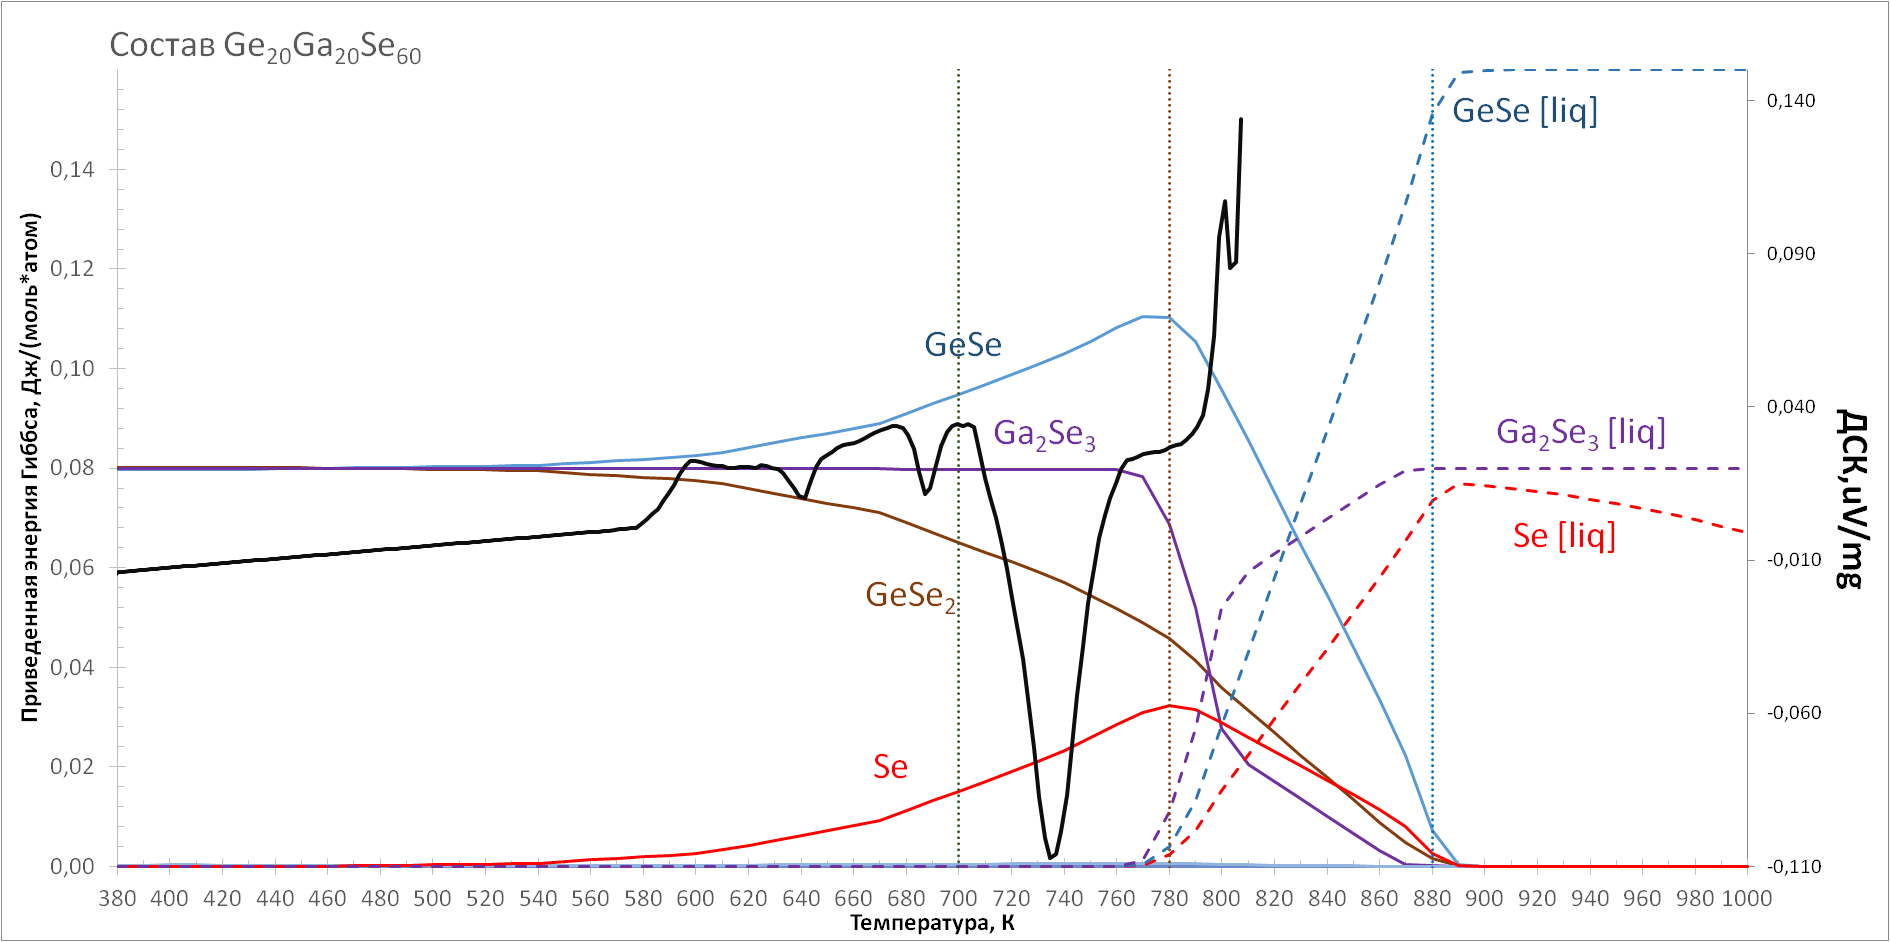 Состав Ge20Ga20Se60
Приведенная энергия Гиббса, Дж/(моль*атом)
0,14
0,12
0,10
0,08
0,06
0,04
0,02
0,00
GeSe [liq]
GeSe
Ga2Se3
Ga2Se3 [liq]
Se [liq]
GeSe2
Se
0,140
0,090
0,040
-0,010
-0,060
-0,110
ДСК,uV/mg
380 400 420 440 460 480 500 520 540 560 580 600 620 640 660 680 700 720 740 760 780 800 820 840 860 880 900 920 940 960 980 1000
Температура, К